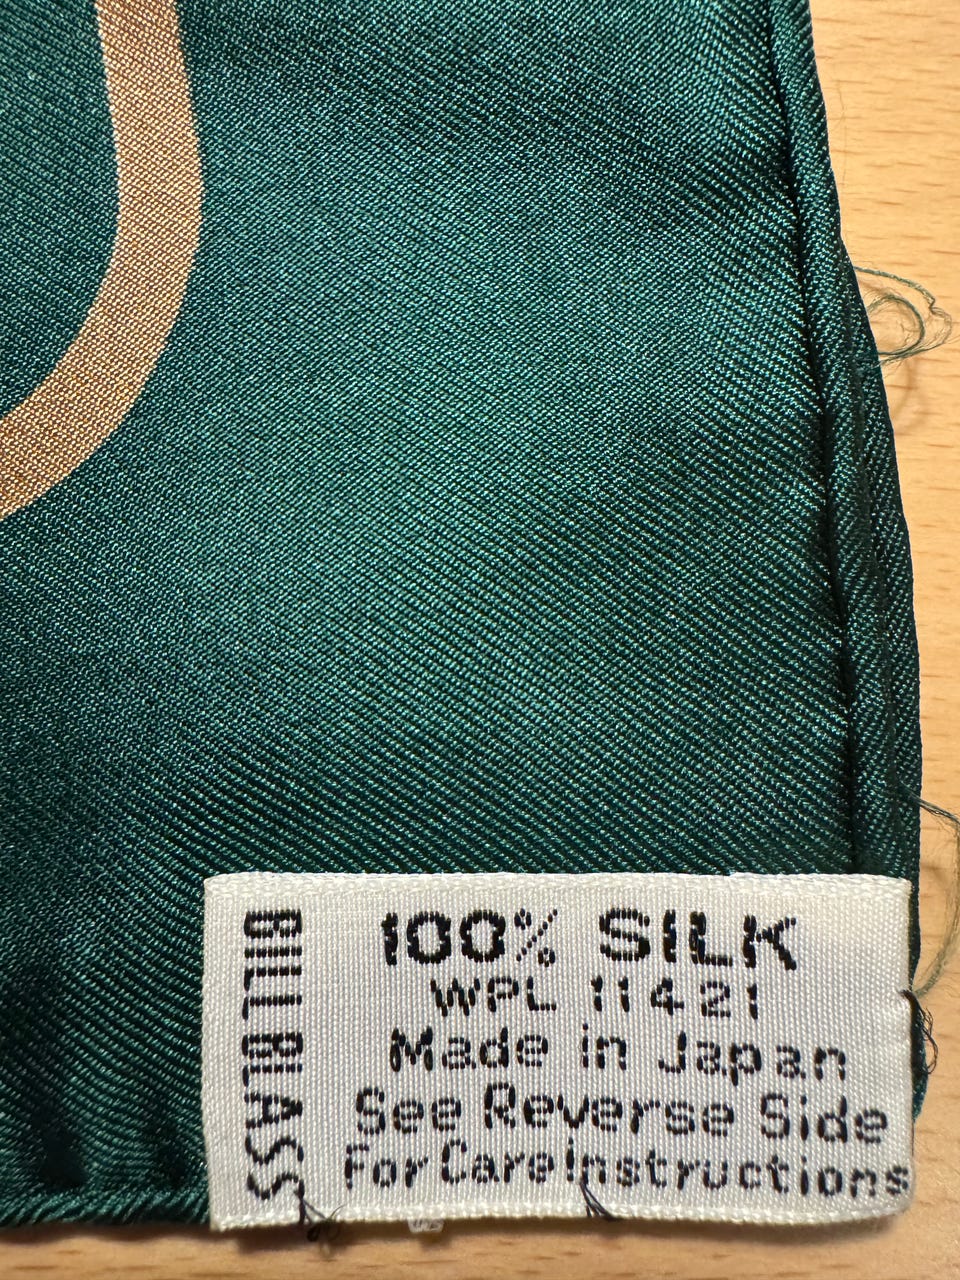 BILL BLASS
100% SILK
WPL 11421
Made in Japan
See Reverse Side
For Care Instructions